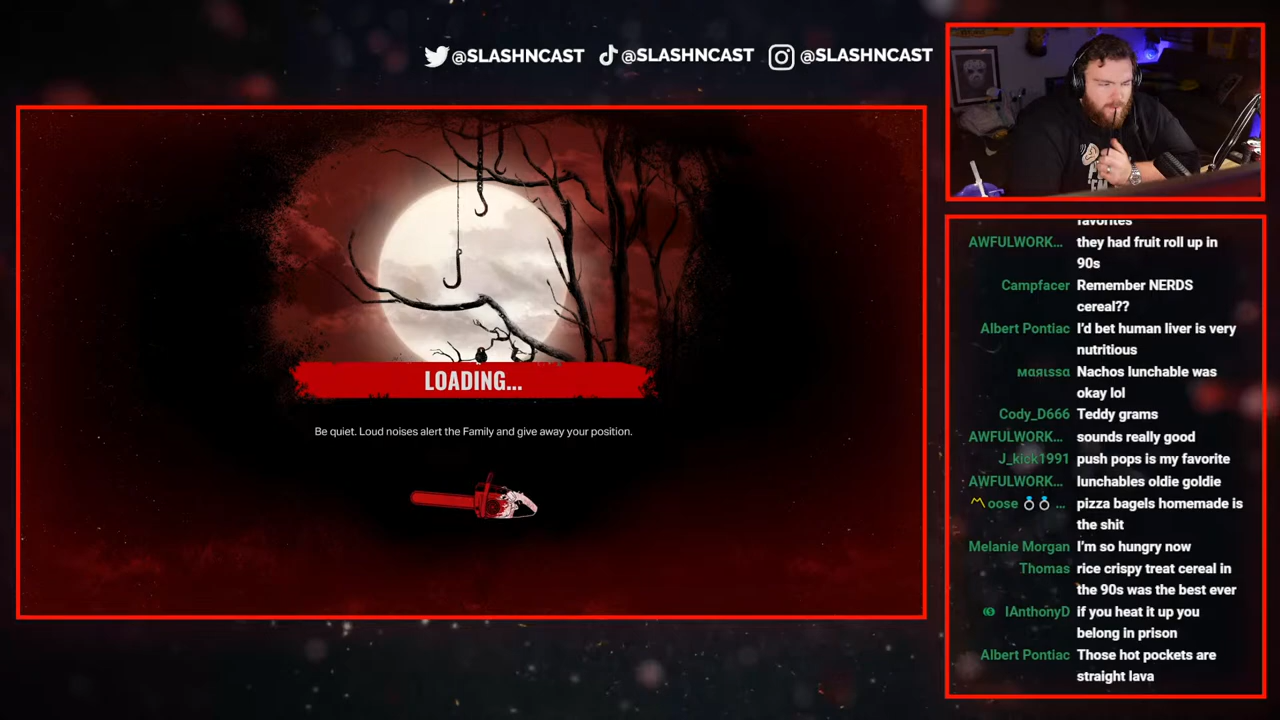 @SLASHNCAST @SLASHNCAST @SLASHNCAST
LOADING...
Be quiet. Loud noises alert the Family and give away your position.
favorites
AWFULWORK... they had fruit roll up in
90s
Campfacer Remember NERDS
cereal??
Albert Pontiac I'd bet human liver is very
nutritious
мαяιssα Nachos lunchable was
okay lol
Cody_D666 Teddy grams
AWFULWORK... sounds really good
J_kick1991 push pops is my favorite
AWFULWORK... lunchables oldie goldie
〽️oose 💍💍 ... pizza bagels homemade is
the shit
Melanie Morgan I'm so hungry now
Thomas rice crispy treat cereal in
the 90s was the best ever
IAnthonyD if you heat it up you
belong in prison
Albert Pontiac Those hot pockets are
straight lava